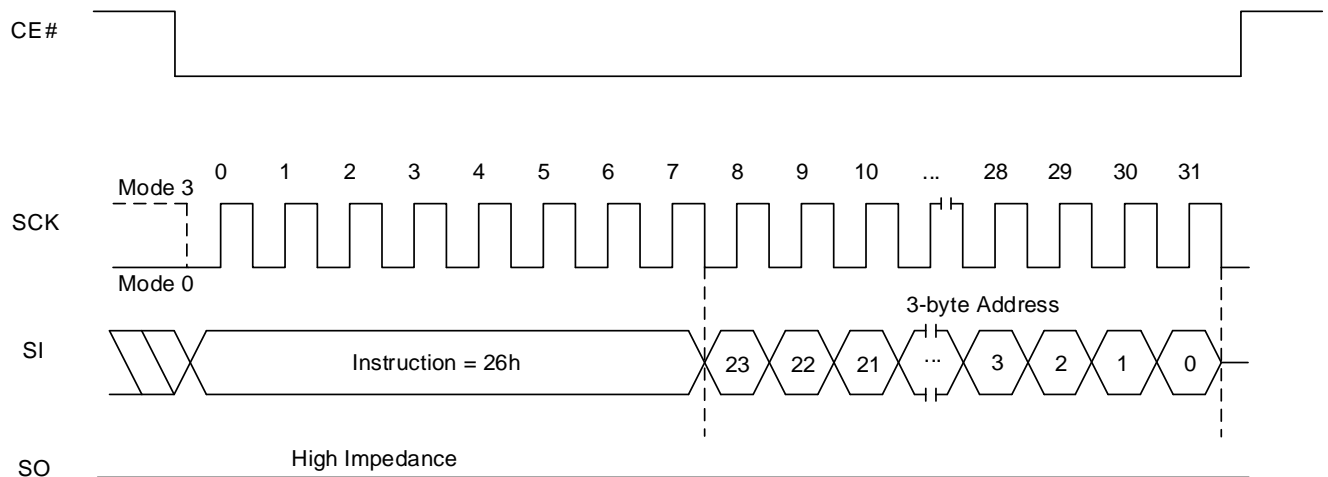 CE#
0 1 2 3 4 5 6 7 8 9 10 ... 28 29 30 31
Mode 3
SCK
Mode 0
3-byte Address
SI
Instruction = 26h 23 22 21 ... 3 2 1 0
High Impedance
SO